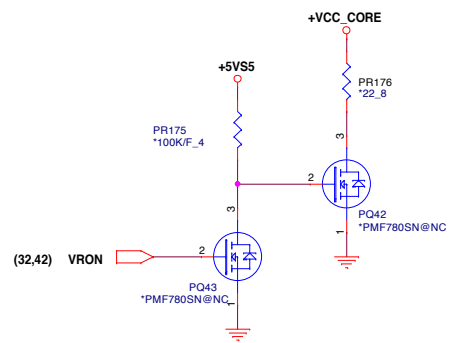 +VCC_CORE
+5VS5
PR176
*22_8
3
PR175
*100K/F_4
2
3
1
PQ42
*PMF780SN@NC
(32,42) VRON
2
PQ43
*PMF780SN@NC
1